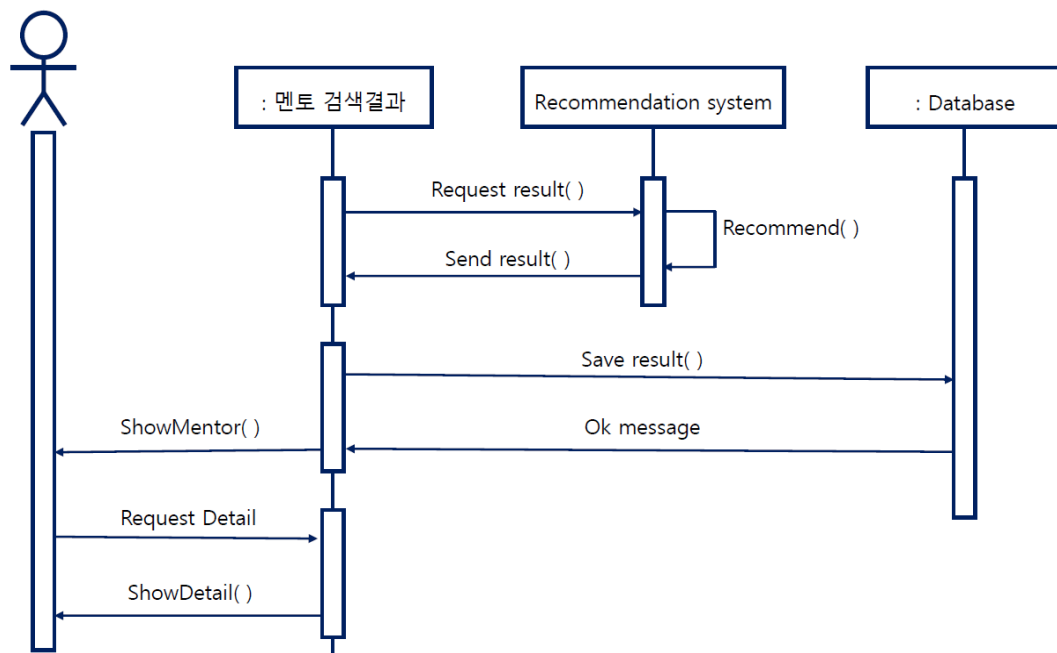 : 멘토 검색결과
Recommendation system
: Database
Request result( )
Recommend( )
Send result( )
Save result( )
ShowMentor( )
Ok message
Request Detail
ShowDetail( )